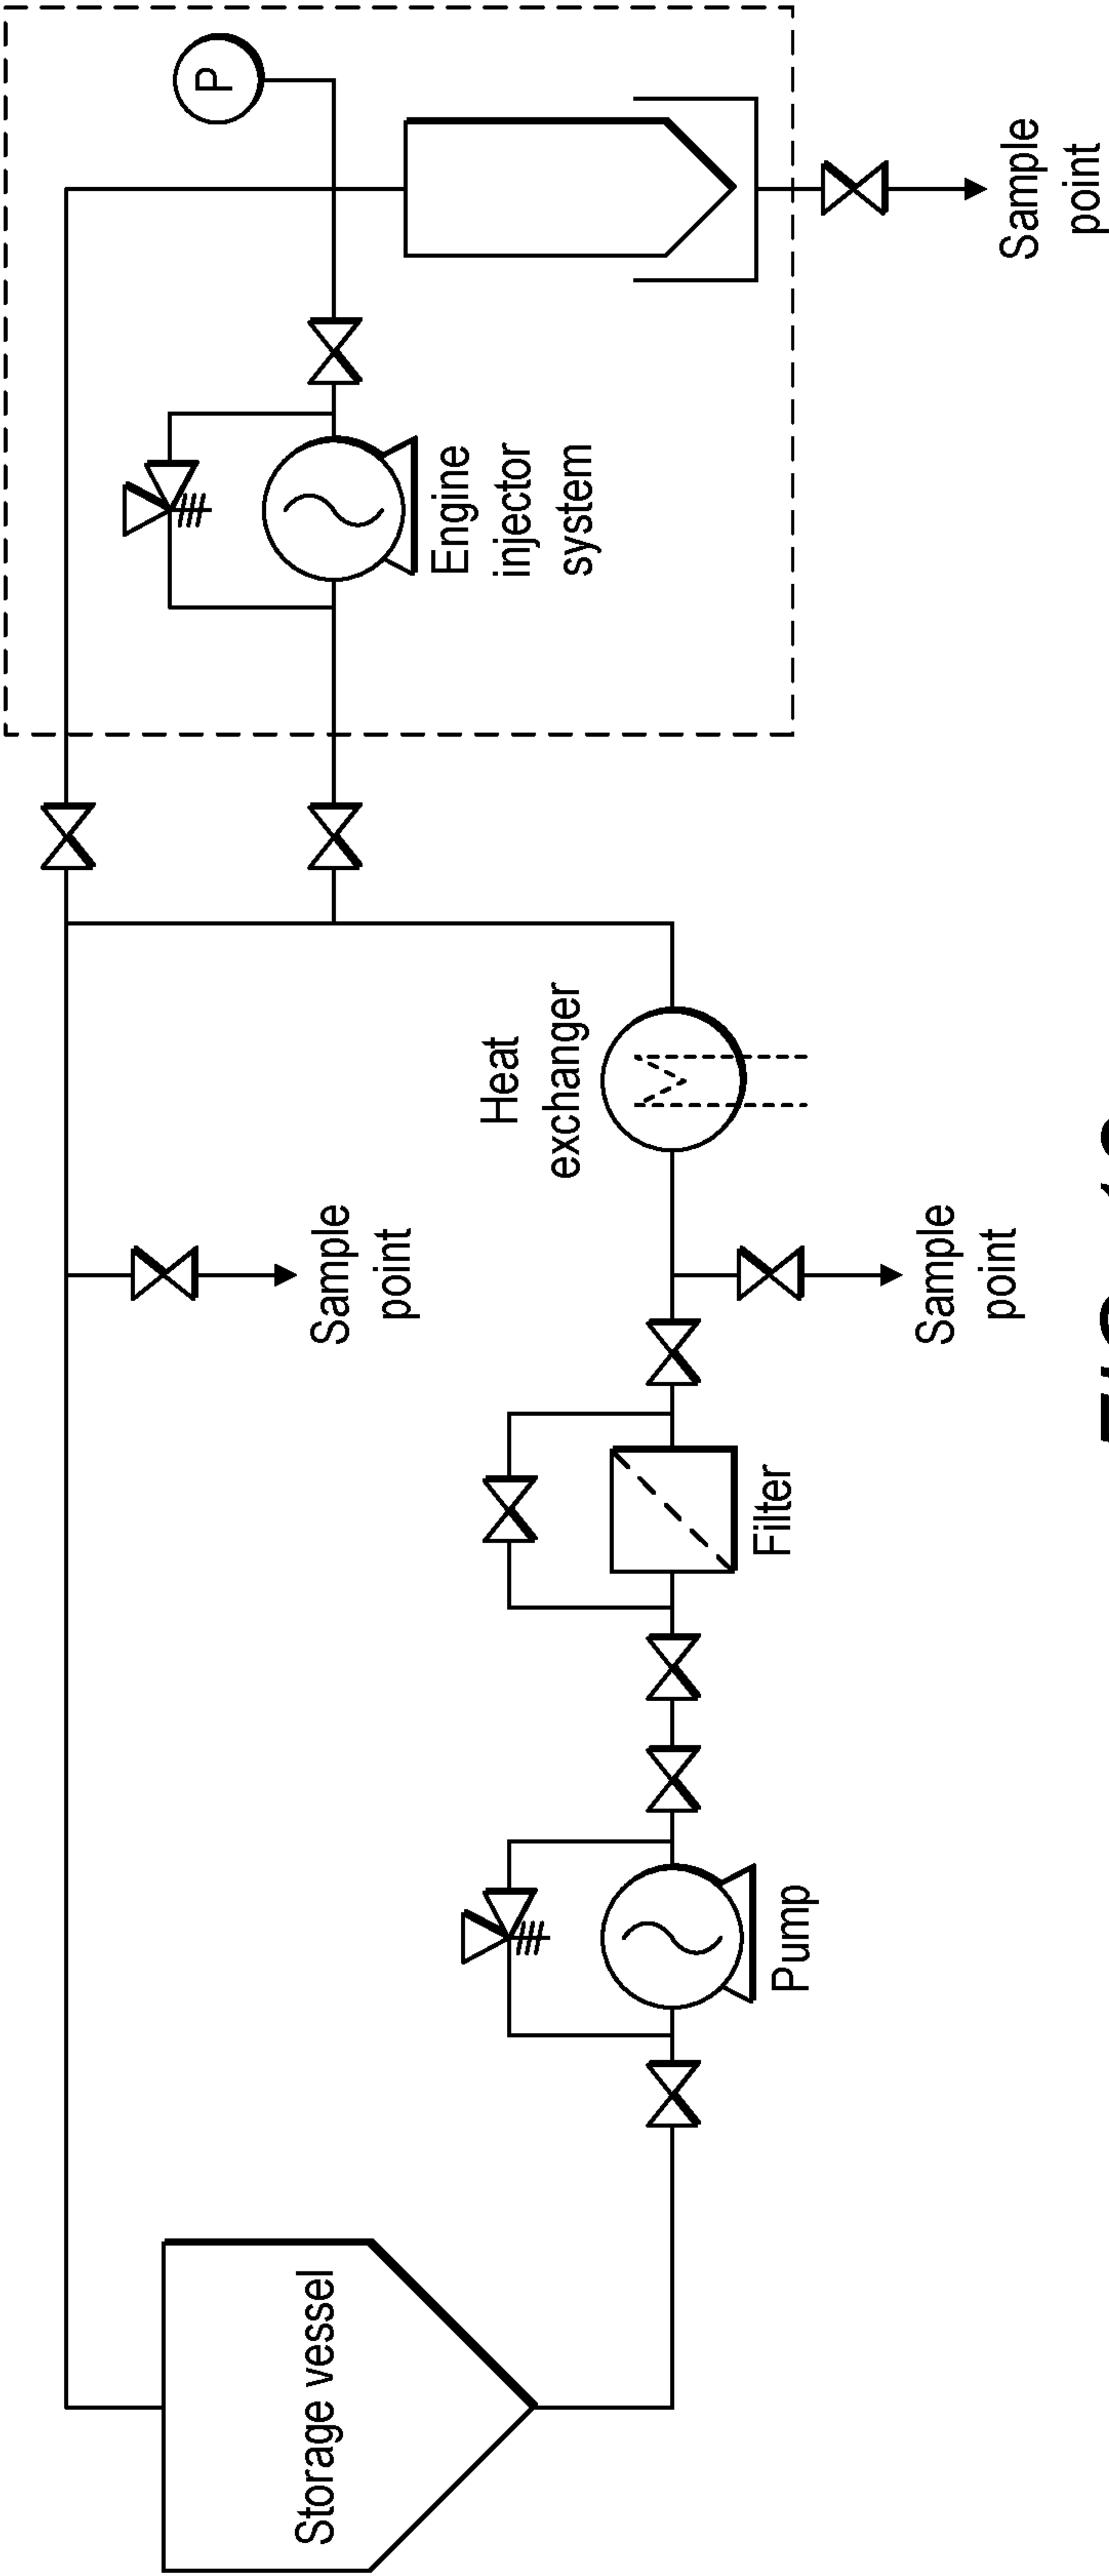 Storage vessel
Pump
Filter
Sample
point
Sample
point
Heat
exchanger
Engine
injector
system
P
Sample
point